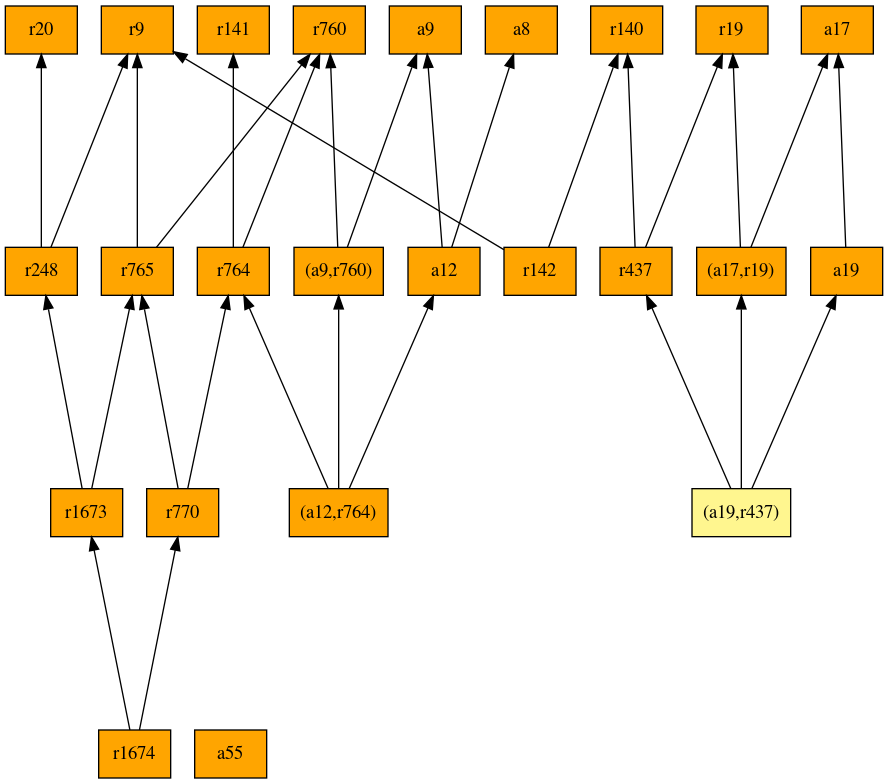 r20 r9 r141 r760 a9 a8 r140 r19 a17
r248 r765 r764 (a9,r760) a12 r142 r437 (a17,r19) a19
r1673 r770 (a12,r764) (a19,r437)
r1674 a55